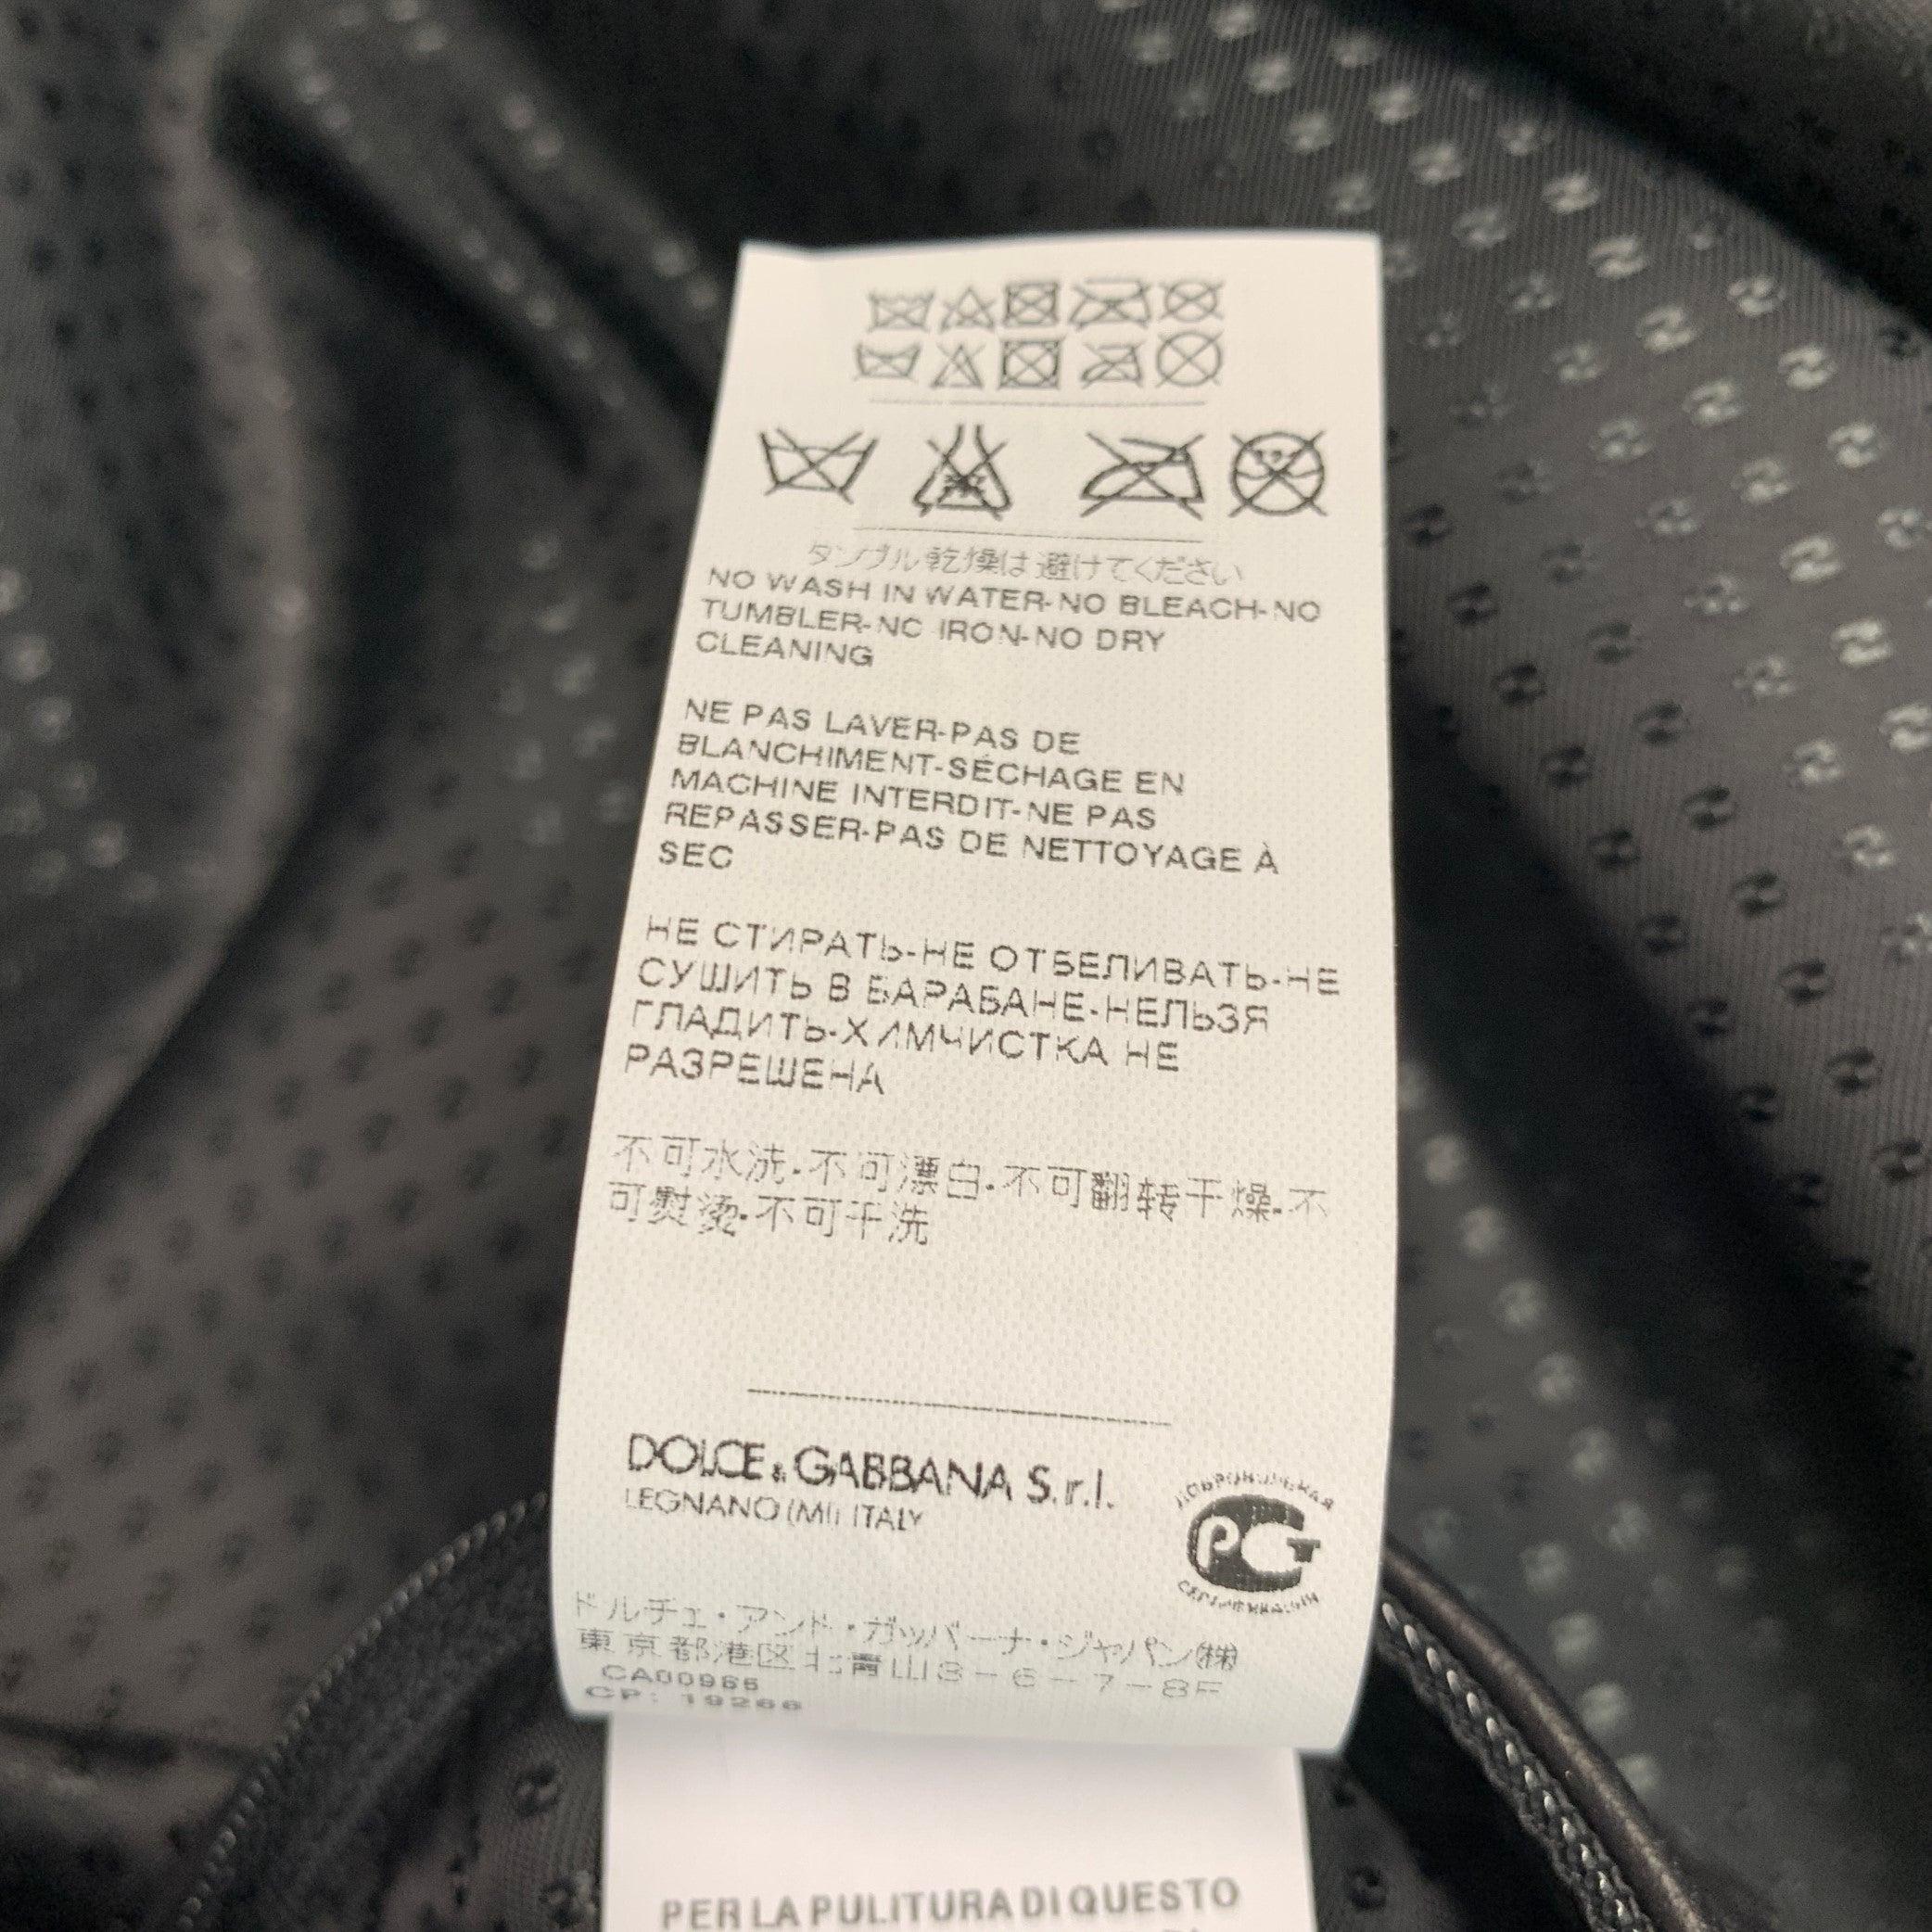 タンブル乾燥は避けてください
NO WASH IN WATER-NO BLEACH-NO
TUMBLER-NO IRON-NO DRY
CLEANING
NE PAS LAVER-PAS DE
BLANCHIMENT-SÉCHAGE EN
MACHINE INTERDIT-NE PAS
REPASSER-PAS DE NETTOYAGE À
SEC
НЕ СТИРАТЬ-НЕ ОТБЕЛИВАТЬ-НЕ
СУШИТЬ В БАРАБАНЕ-НЕЛЬЗЯ
ГЛАДИТЬ-ХИМЧИСТКА НЕ
РАЗРЕШЕНА
不可水洗-不可漂白-不可翻转干燥-不
可熨烫-不可干洗
DOLCE & GABBANA S.r.l.
LEGNANO (MI) ITALY
ДОБРОВОЛЬНАЯ
РСТ
СЕРТИФИКАЦИЯ
ドルチェ・アンド・ガッバーナ・ジャパン㈱
東京都港区北青山3-6-7-8F
CA00965
CP: 19266
PER LA PULITURA DI QUESTO